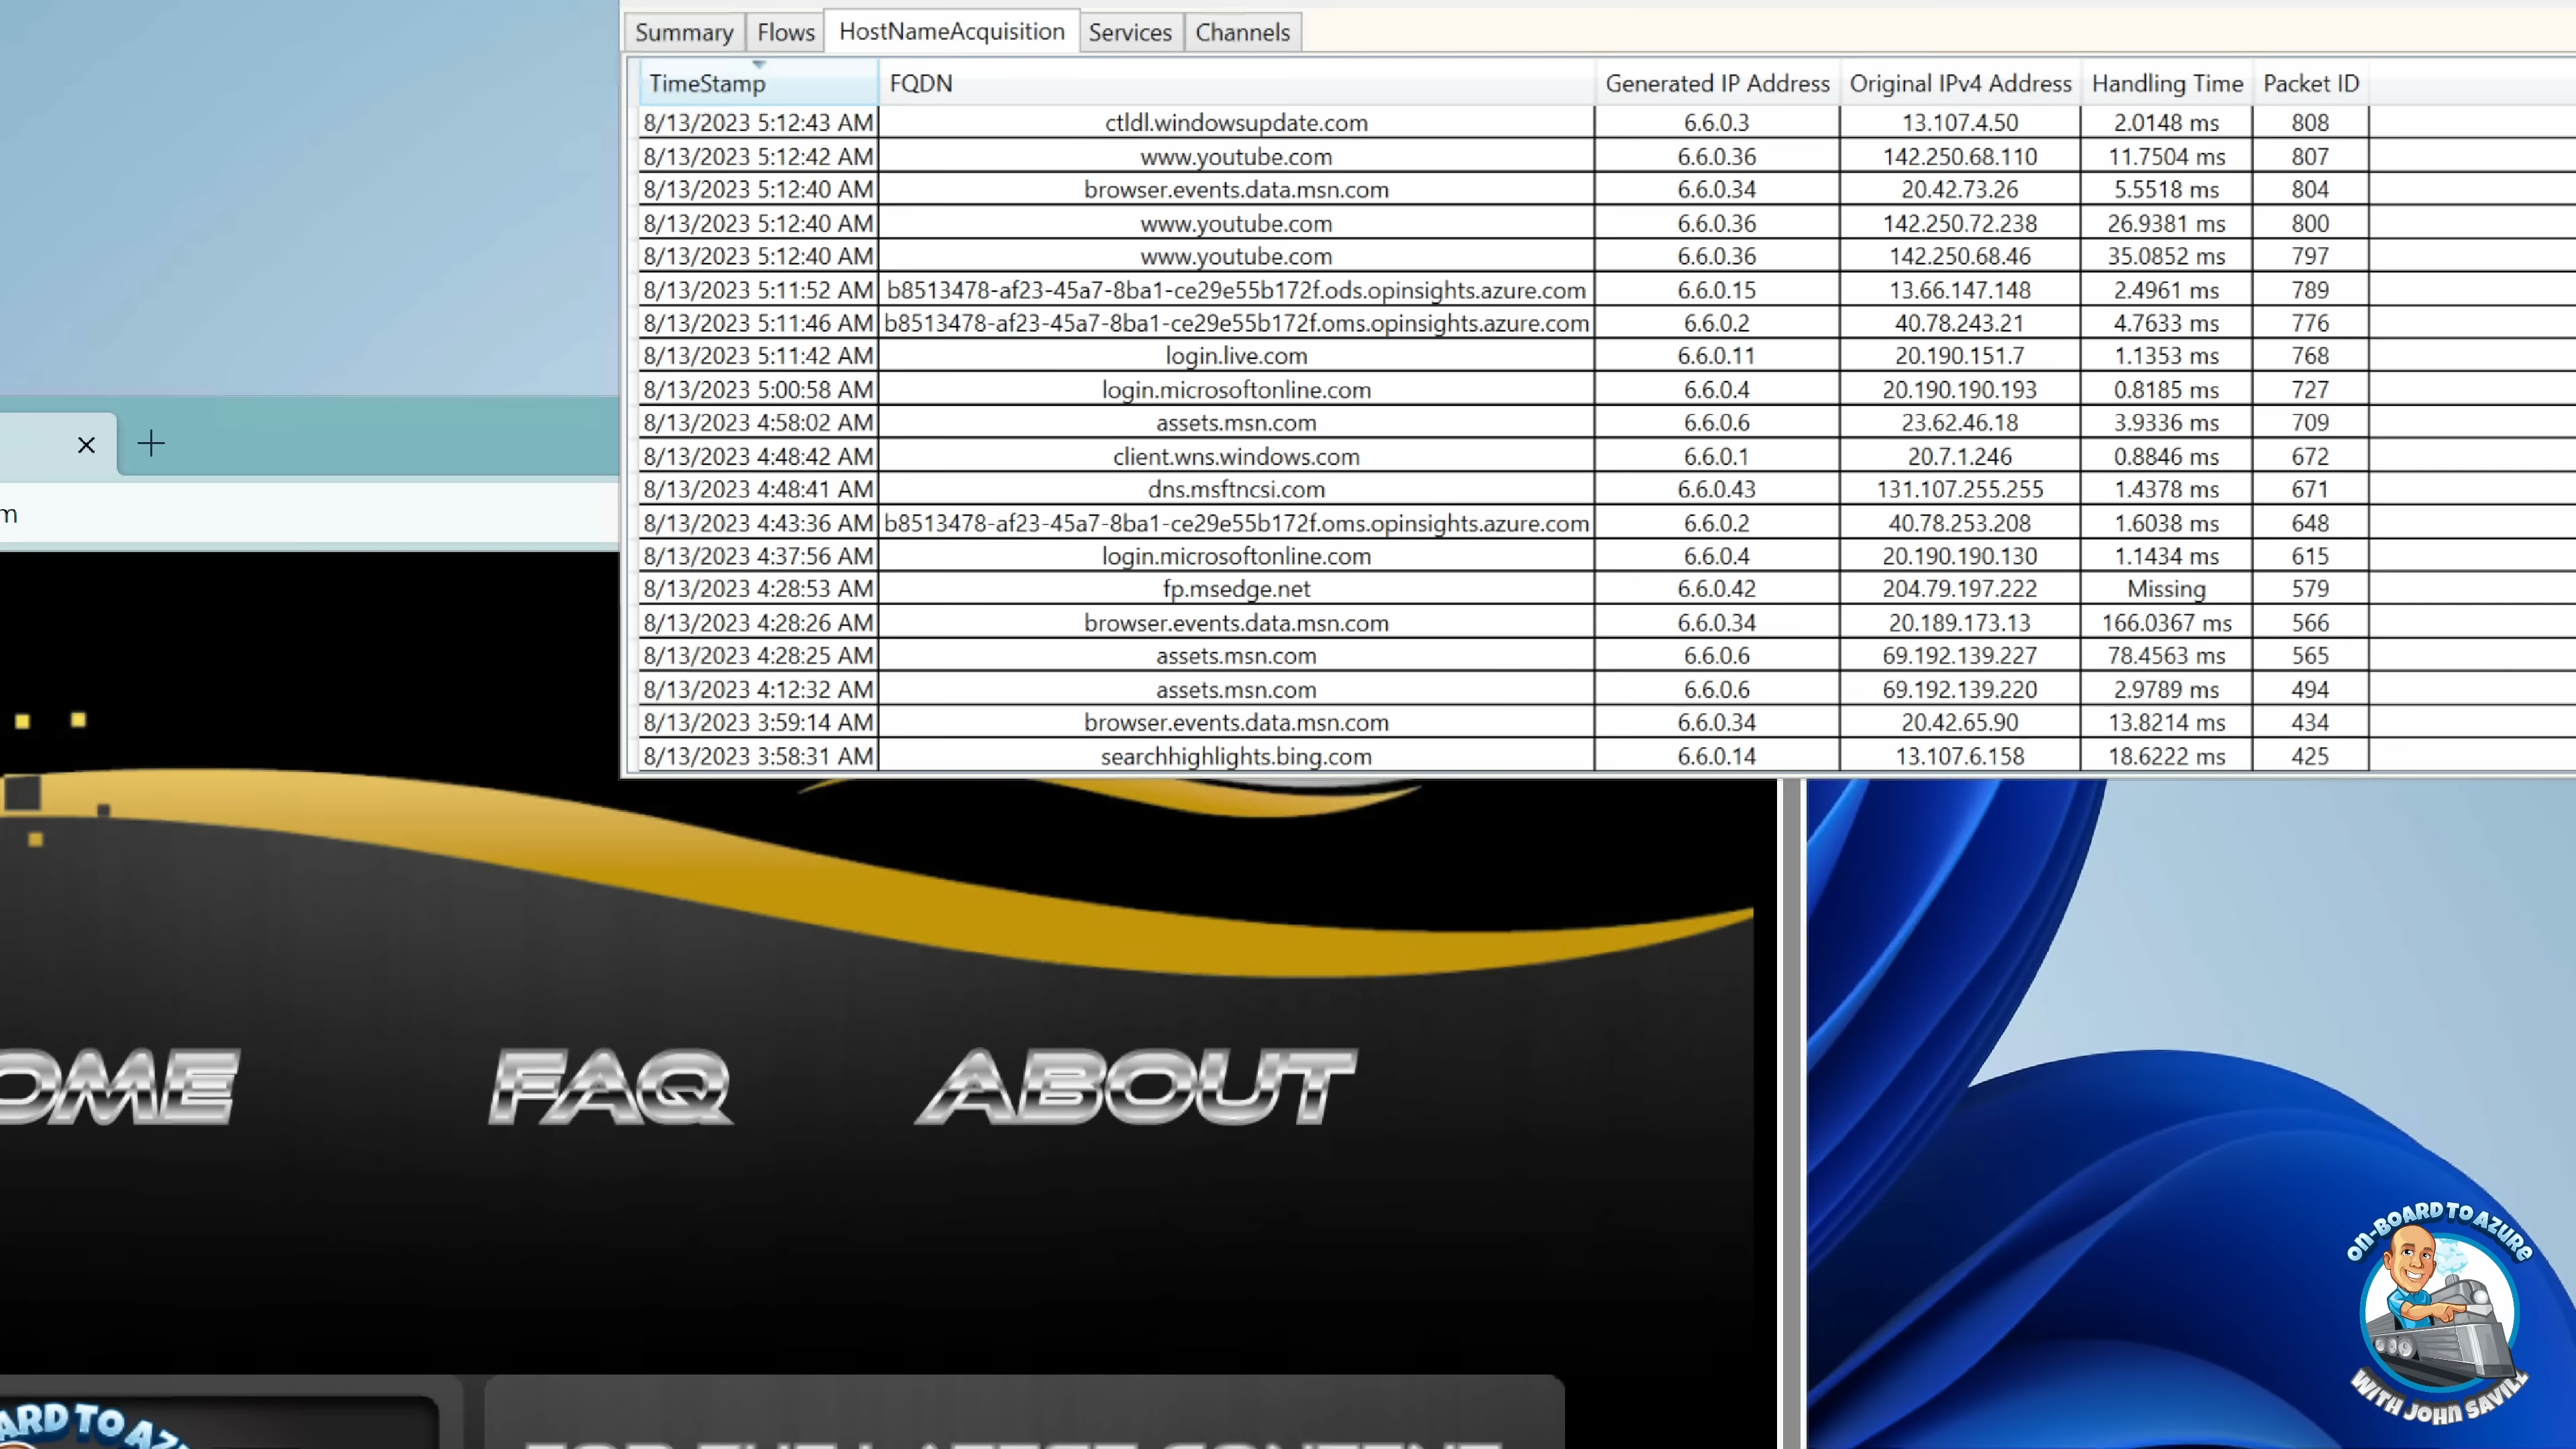 Summary Flows HostNameAcquisition Services Channels
TimeStamp FQDN Generated IP Address Original IPv4 Address Handling Time Packet ID
8/13/2023 5:12:43 AM ctldl.windowsupdate.com 6.6.0.3 13.107.4.50 2.0148 ms 808
8/13/2023 5:12:42 AM www.youtube.com 6.6.0.36 142.250.68.110 11.7504 ms 807
8/13/2023 5:12:40 AM browser.events.data.msn.com 6.6.0.34 20.42.73.26 5.5518 ms 804
8/13/2023 5:12:40 AM www.youtube.com 6.6.0.36 142.250.72.238 26.9381 ms 800
8/13/2023 5:12:40 AM www.youtube.com 6.6.0.36 142.250.68.46 35.0852 ms 797
8/13/2023 5:11:52 AM b8513478-af23-45a7-8ba1-ce29e55b172f.ods.opinsights.azure.com 6.6.0.15 13.66.147.148 2.4961 ms 789
8/13/2023 5:11:46 AM b8513478-af23-45a7-8ba1-ce29e55b172f.oms.opinsights.azure.com 6.6.0.2 40.78.243.21 4.7633 ms 776
8/13/2023 5:11:42 AM login.live.com 6.6.0.11 20.190.151.7 1.1353 ms 768
8/13/2023 5:00:58 AM login.microsoftonline.com 6.6.0.4 20.190.190.193 0.8185 ms 727
8/13/2023 4:58:02 AM assets.msn.com 6.6.0.6 23.62.46.18 3.9336 ms 709
8/13/2023 4:48:42 AM client.wns.windows.com 6.6.0.1 20.7.1.246 0.8846 ms 672
8/13/2023 4:48:41 AM dns.msftncsi.com 6.6.0.43 131.107.255.255 1.4378 ms 671
8/13/2023 4:43:36 AM b8513478-af23-45a7-8ba1-ce29e55b172f.oms.opinsights.azure.com 6.6.0.2 40.78.253.208 1.6038 ms 648
8/13/2023 4:37:56 AM login.microsoftonline.com 6.6.0.4 20.190.190.130 1.1434 ms 615
8/13/2023 4:28:53 AM fp.msedge.net 6.6.0.42 204.79.197.222 Missing 579
8/13/2023 4:28:26 AM browser.events.data.msn.com 6.6.0.34 20.189.173.13 166.0367 ms 566
8/13/2023 4:28:25 AM assets.msn.com 6.6.0.6 69.192.139.227 78.4563 ms 565
8/13/2023 4:12:32 AM assets.msn.com 6.6.0.6 69.192.139.220 2.9789 ms 494
8/13/2023 3:59:14 AM browser.events.data.msn.com 6.6.0.34 20.42.65.90 13.8214 ms 434
8/13/2023 3:58:31 AM searchhighlights.bing.com 6.6.0.14 13.107.6.158 18.6222 ms 425
m
OME FAQ ABOUT
ON-BOARD TO AZURE
WITH JOHN SAVILL
ARD TO AZ
FOR THE LATEST CONTENT